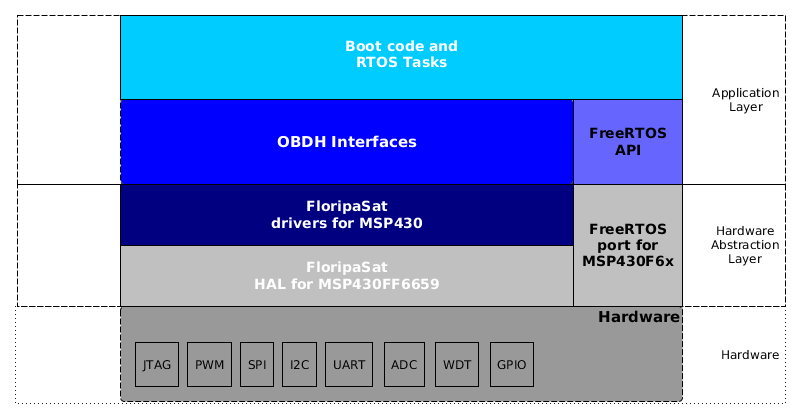 Boot code and
RTOS Tasks
Application
Layer
OBDH Interfaces
FreeRTOS
API
FloripaSat
drivers for MSP430
FreeRTOS
port for
MSP430F6x
Hardware
Abstraction
Layer
FloripaSat
HAL for MSP430FF6659
Hardware
Hardware
JTAG
PWM
SPI
I2C
UART
ADC
WDT
GPIO